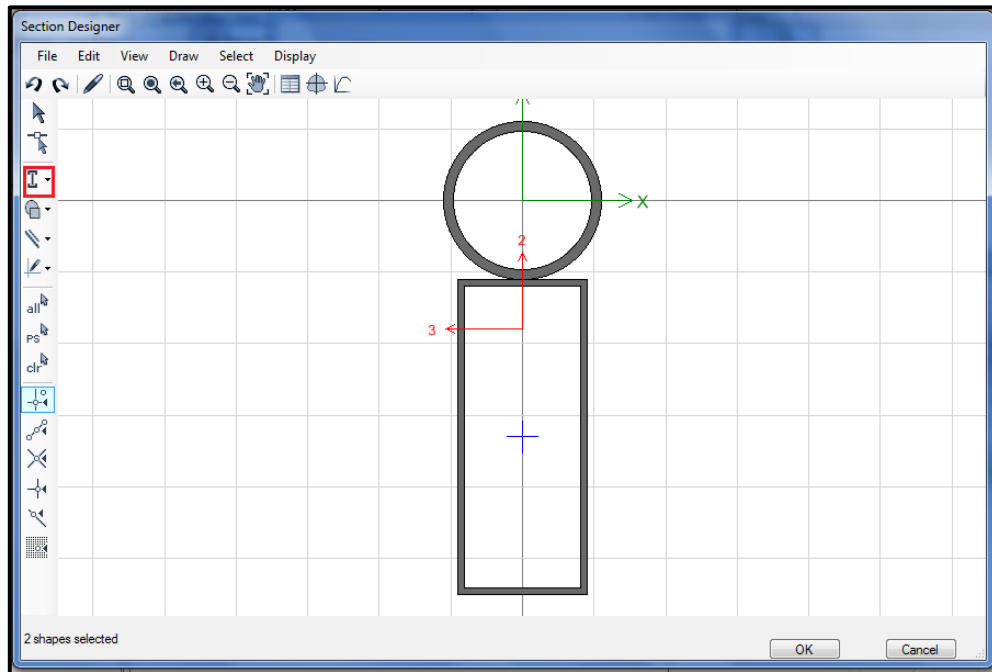 Section Designer
File Edit View Draw Select Display
X
2
3
all
PS
clr
2 shapes selected
OK Cancel